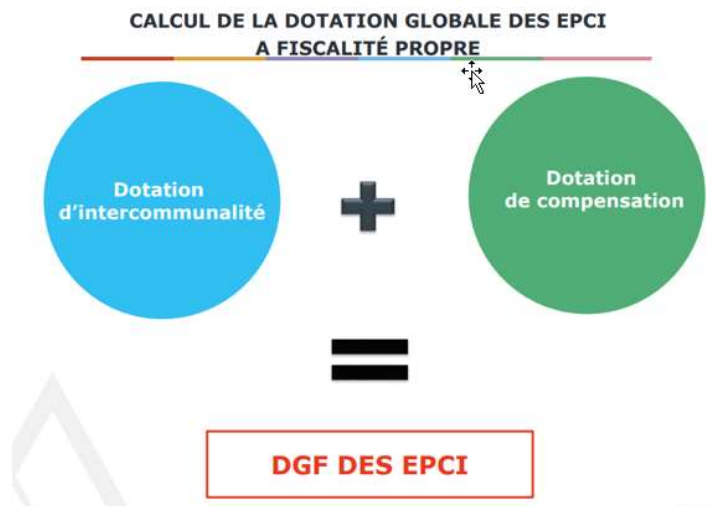 CALCUL DE LA DOTATION GLOBALE DES EPCI
A FISCALITÉ PROPRE
Dotation
d'intercommunalité
Dotation
de compensation
DGF DES EPCI